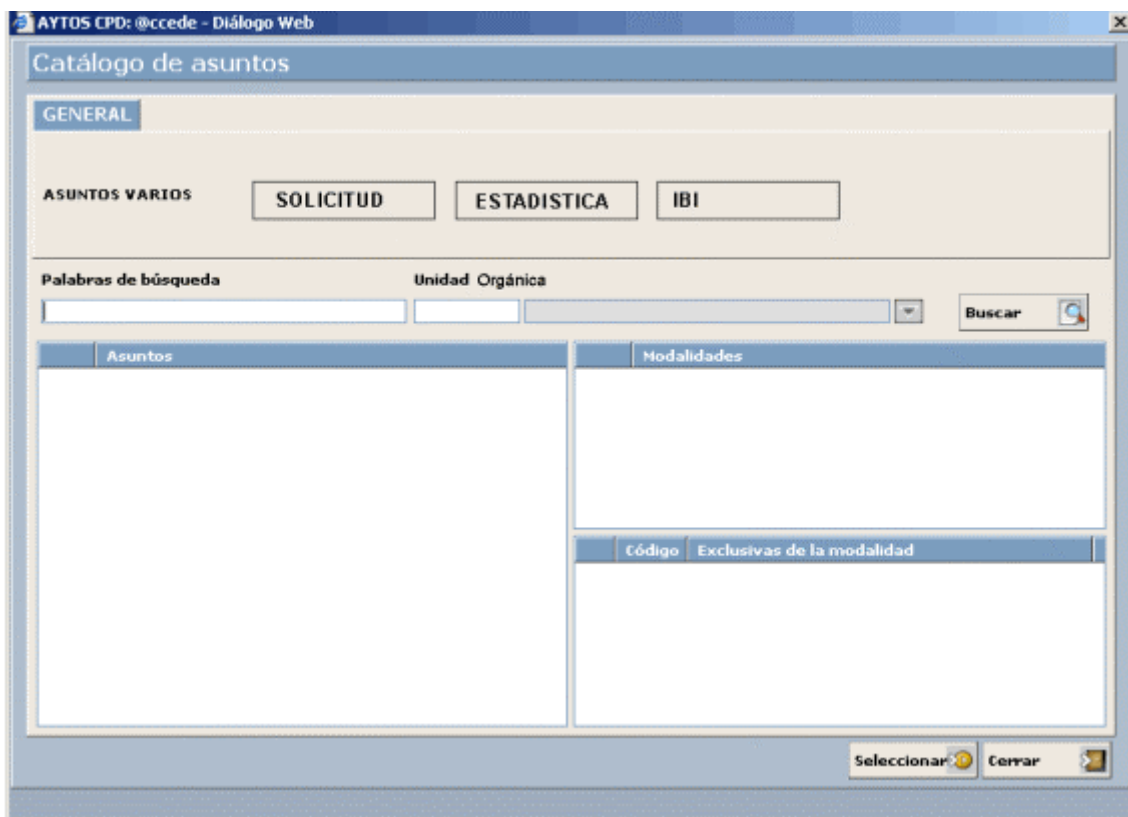 AYTOS CPD: @ccede - Diálogo Web
Catálogo de asuntos
GENERAL
ASUNTOS VARIOS SOLICITUD ESTADISTICA IBI
Palabras de búsqueda Unidad Orgánica
Buscar
Asuntos Modalidades
Código Exclusivas de la modalidad
Seleccionar Cerrar